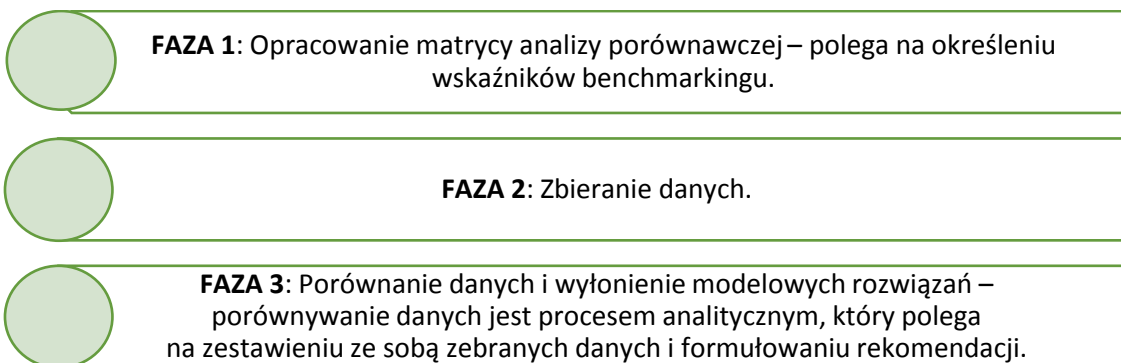 FAZA 1: Opracowanie matrycy analizy porównawczej – polega na określeniu
wskaźników benchmarkingu.
FAZA 2: Zbieranie danych.
FAZA 3: Porównanie danych i wyłonienie modelowych rozwiązań –
porównywanie danych jest procesem analitycznym, który polega
na zestawieniu ze sobą zebranych danych i formułowaniu rekomendacji.